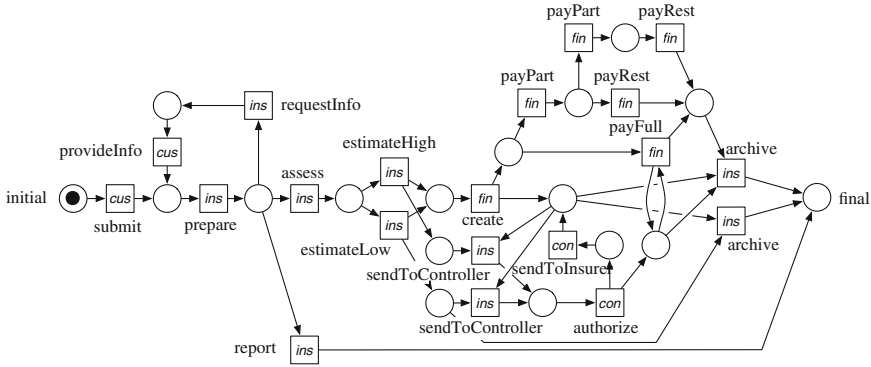 payPart payRest
fin fin
payPart payRest
fin fin
payFull
fin
ins requestInfo
provideInfo cus
estimateHigh
ins
assess
archive
ins
initial cus ins ins fin final
submit prepare create
ins
estimateLow
ins
archive
ins con
sendToController sendToInsurer
ins con
sendToController authorize
report ins